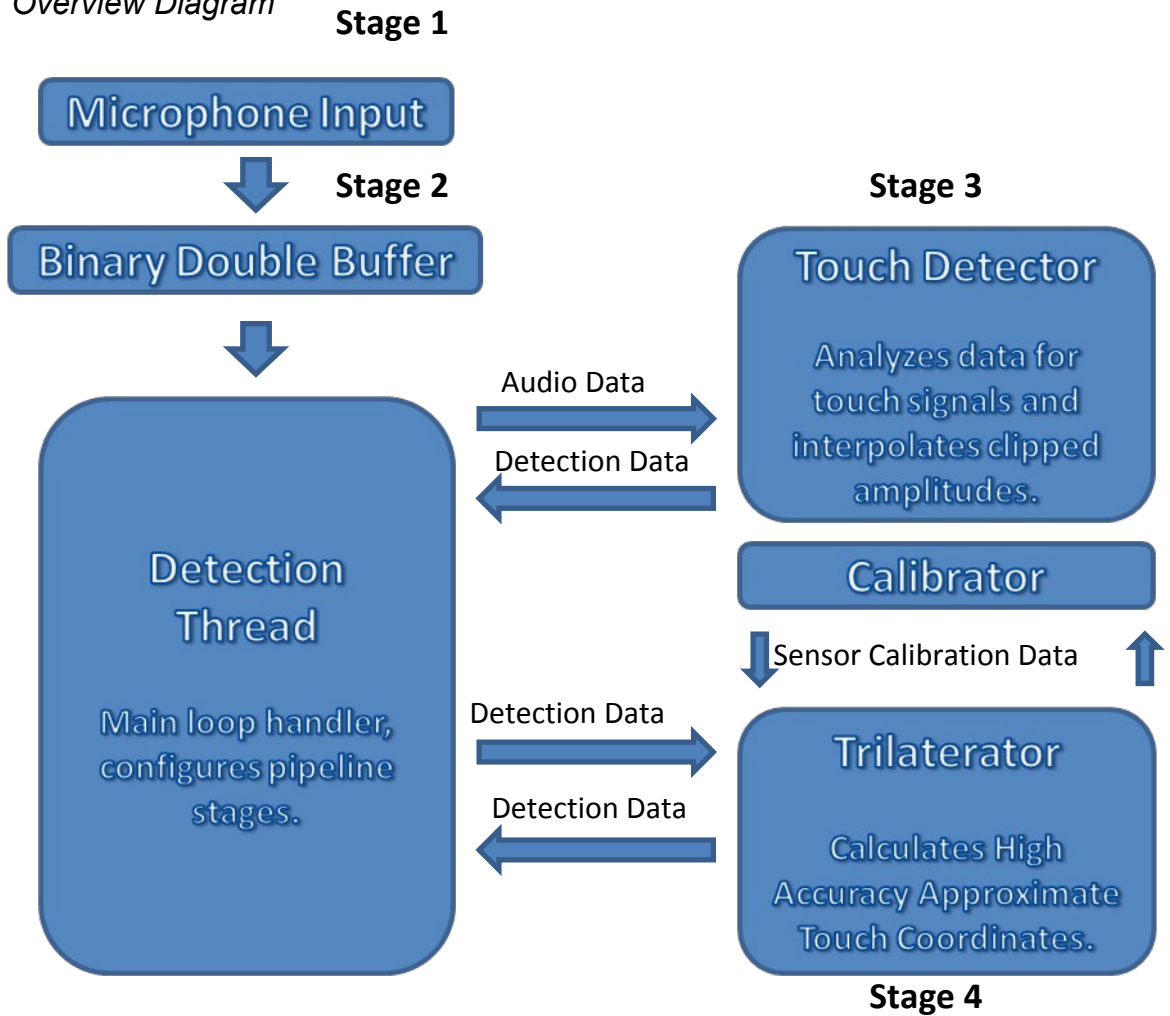 Overview Diagram
Stage 1
Microphone Input
Stage 2
Binary Double Buffer
Stage 3
Touch Detector
Analyzes data for
touch signals and
interpolates clipped
amplitudes.
Audio Data
Detection Data
Detection
Thread
Main loop handler,
configures pipeline
stages.
Calibrator
Sensor Calibration Data
Detection Data
Detection Data
Trilaterator
Calculates High
Accuracy Approximate
Touch Coordinates.
Stage 4